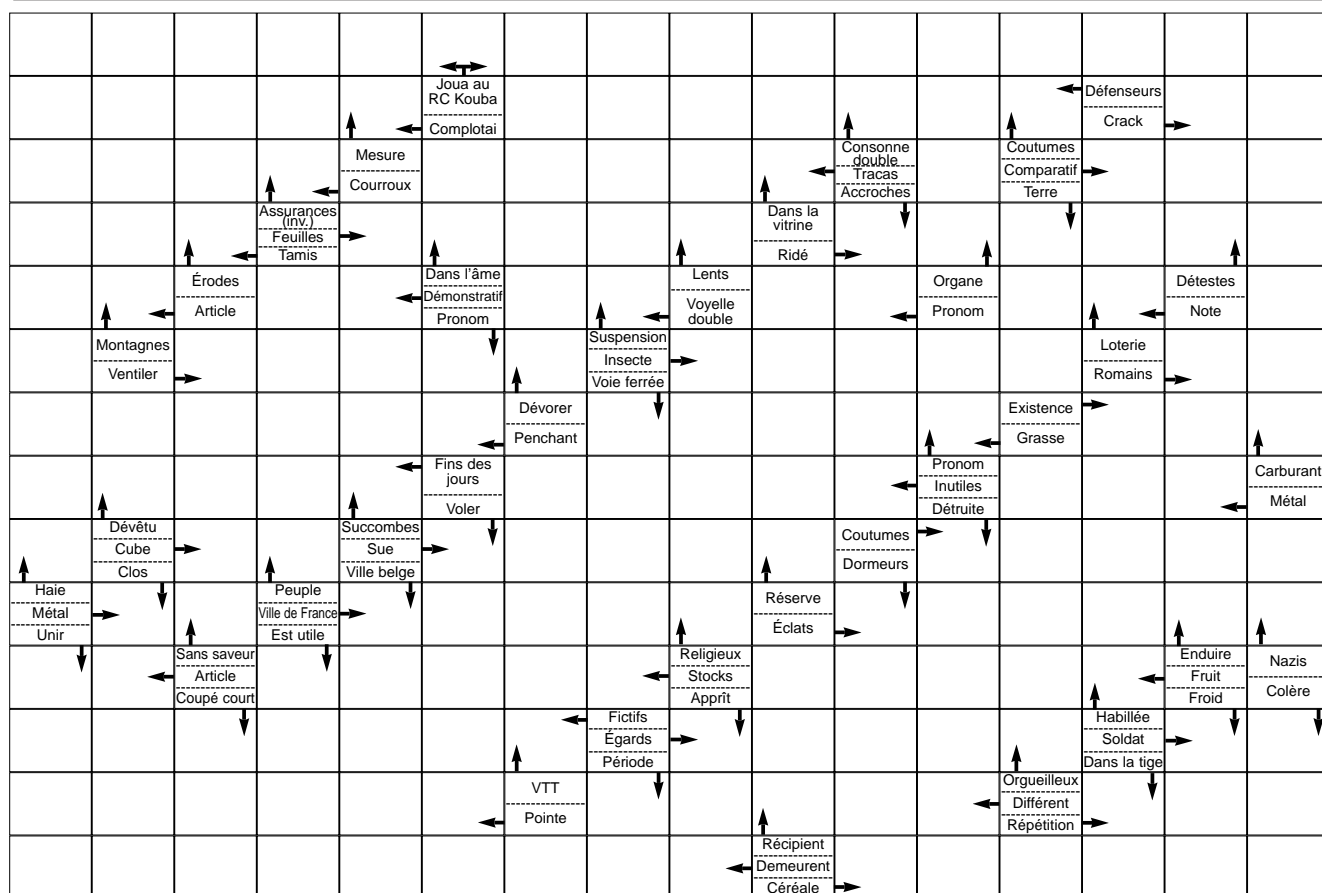 Joua au
RC Kouba
Complotai
Défenseurs
Crack
Mesure
Courroux
Consonne
double
Tracas
Accroches
Coutumes
Comparatif
Terre
Assurances
(inv.)
Feuilles
Tamis
Dans la
vitrine
Ridé
Érodes
Article
Dans l'âme
Démonstratif
Pronom
Lents
Voyelle
double
Organe
Pronom
Détestes
Note
Montagnes
Ventiler
Suspension
Insecte
Voie ferrée
Loterie
Romains
Dévorer
Penchant
Existence
Grasse
Fins des
jours
Voler
Pronom
Inutiles
Détruite
Carburant
Métal
Dévêtu
Cube
Clos
Succombes
Sue
Ville belge
Coutumes
Dormeurs
Haie
Métal
Unir
Peuple
Ville de France
Est utile
Réserve
Éclats
Sans saveur
Article
Coupé court
Religieux
Stocks
Apprît
Enduire
Fruit
Froid
Nazis
Colère
Fictifs
Égards
Période
Habillée
Soldat
Dans la tige
VTT
Pointe
Orgueilleux
Différent
Répétition
Récipient
Demeurent
Céréale